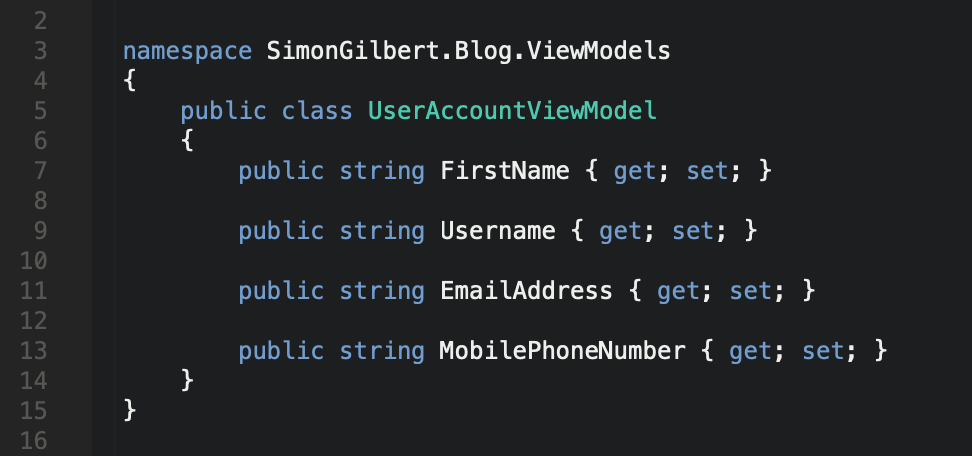 2
3 namespace SimonGilbert.Blog.ViewModels
4 {
5 public class UserAccountViewModel
6 {
7 public string FirstName { get; set; }
8
9 public string Username { get; set; }
10
11 public string EmailAddress { get; set; }
12
13 public string MobilePhoneNumber { get; set; }
14 }
15 }
16